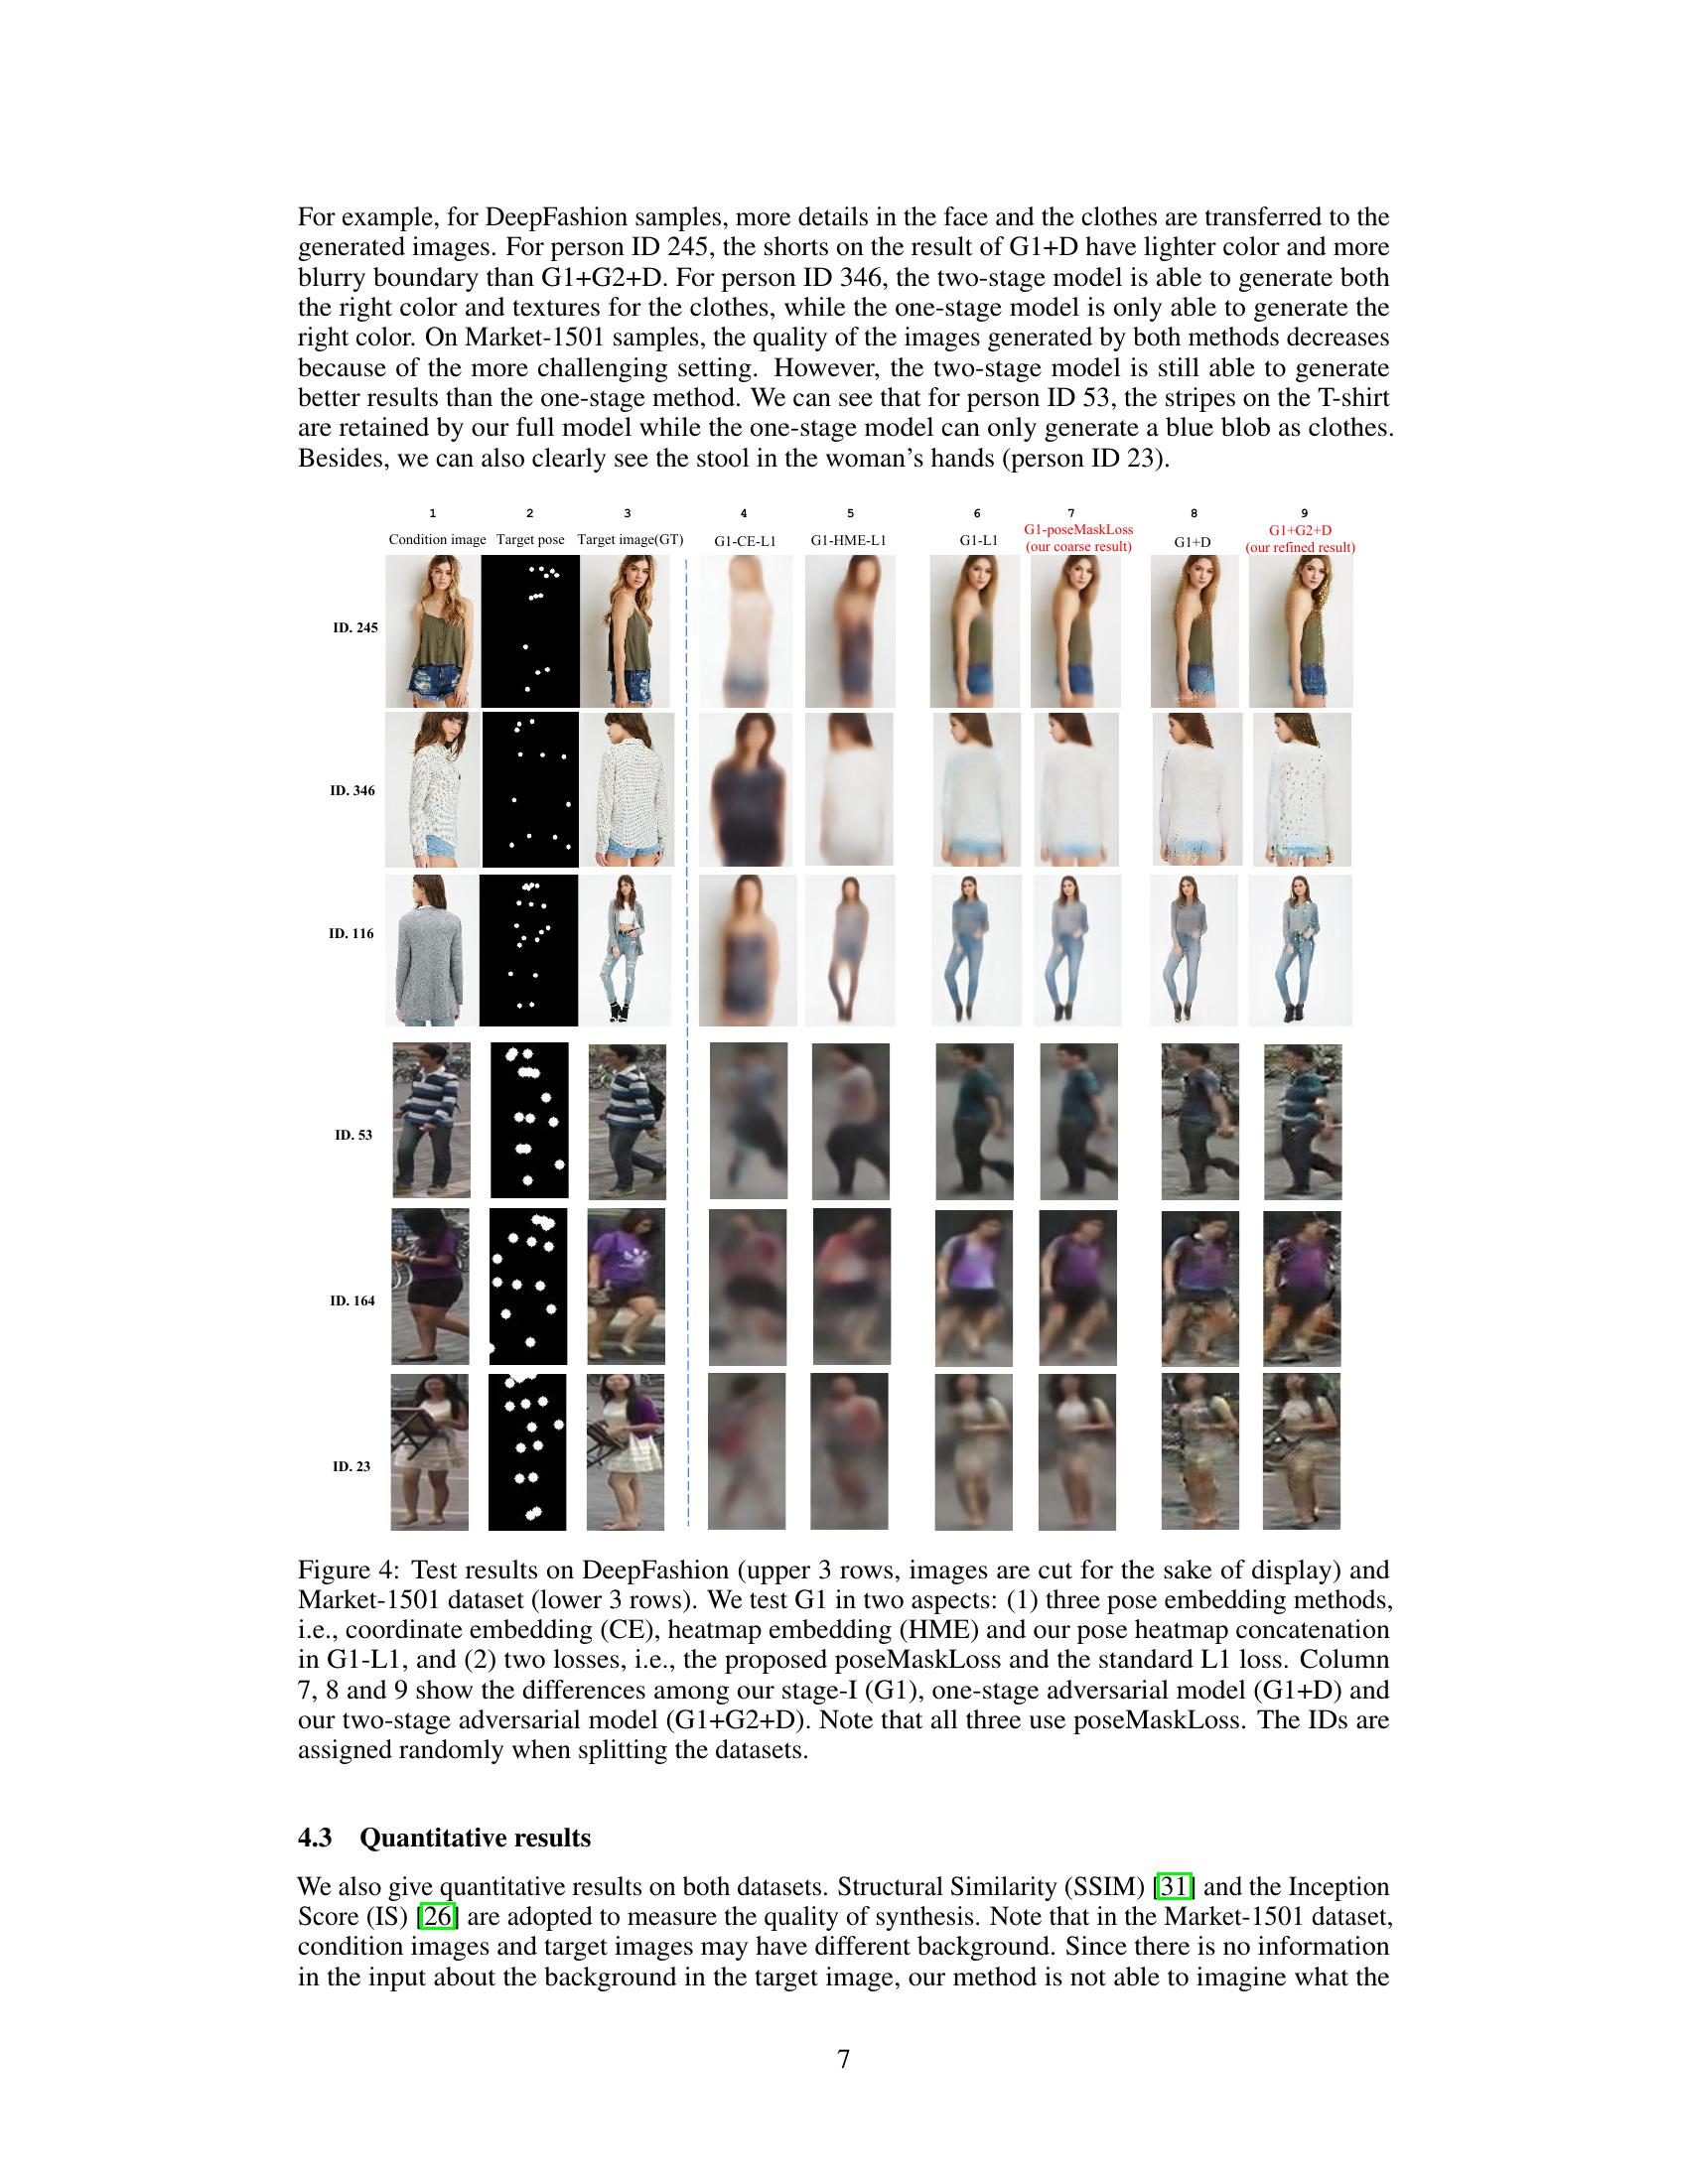 For example, for DeepFashion samples, more details in the face and the clothes are transferred to the
generated images. For person ID 245, the shorts on the result of G1+D have lighter color and more
blurry boundary than G1+G2+D. For person ID 346, the two-stage model is able to generate both
the right color and textures for the clothes, while the one-stage model is only able to generate the
right color. On Market-1501 samples, the quality of the images generated by both methods decreases
because of the more challenging setting. However, the two-stage model is still able to generate
better results than the one-stage method. We can see that for person ID 53, the stripes on the T-shirt
are retained by our full model while the one-stage model can only generate a blue blob as clothes.
Besides, we can also clearly see the stool in the woman's hands (person ID 23).
1 2 3 4 5 6 7 8 9
Condition image Target pose Target image(GT) G1-CE-L1 G1-HME-L1 G1-L1 G1-poseMaskLoss (our coarse result) G1+D G1+G2+D (our refined result)
ID. 245
ID. 346
ID. 116
ID. 53
ID. 164
ID. 23
Figure 4: Test results on DeepFashion (upper 3 rows, images are cut for the sake of display) and
Market-1501 dataset (lower 3 rows). We test G1 in two aspects: (1) three pose embedding methods,
i.e., coordinate embedding (CE), heatmap embedding (HME) and our pose heatmap concatenation
in G1-L1, and (2) two losses, i.e., the proposed poseMaskLoss and the standard L1 loss. Column
7, 8 and 9 show the differences among our stage-I (G1), one-stage adversarial model (G1+D) and
our two-stage adversarial model (G1+G2+D). Note that all three use poseMaskLoss. The IDs are
assigned randomly when splitting the datasets.
4.3 Quantitative results
We also give quantitative results on both datasets. Structural Similarity (SSIM) [31] and the Inception
Score (IS) [26] are adopted to measure the quality of synthesis. Note that in the Market-1501 dataset,
condition images and target images may have different background. Since there is no information
in the input about the background in the target image, our method is not able to imagine what the
7